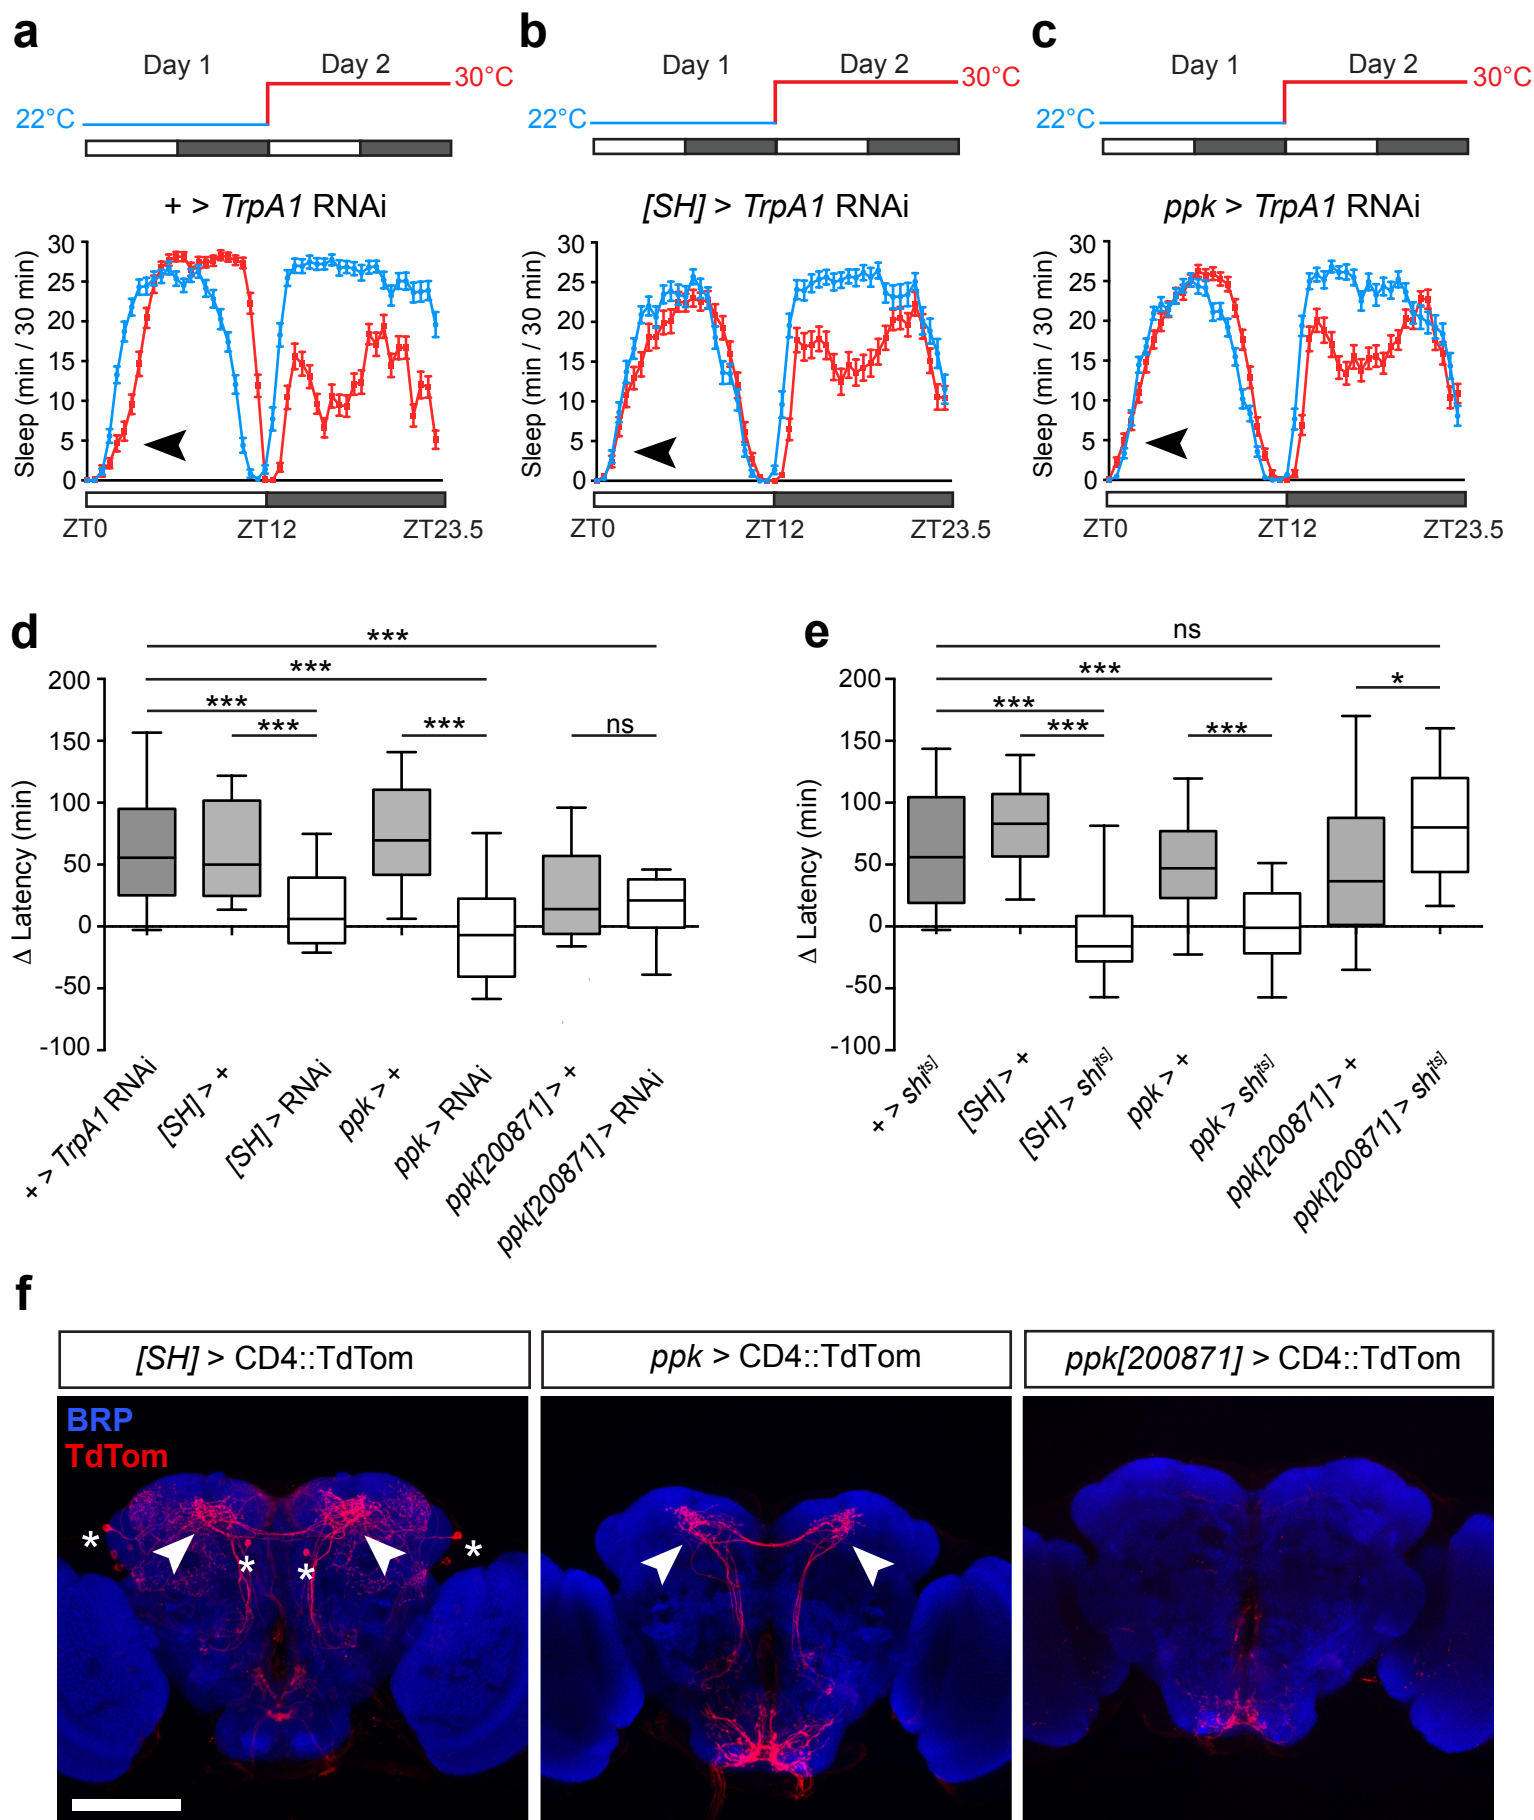 a
Day 1
Day 2
22°C
30°C
+ > TrpA1 RNAi
Sleep (min / 30 min)
30
25
20
15
10
5
0
ZT0
ZT12
ZT23.5
b
Day 1
Day 2
22°C
30°C
[SH] > TrpA1 RNAi
Sleep (min / 30 min)
30
25
20
15
10
5
0
ZT0
ZT12
ZT23.5
c
Day 1
Day 2
22°C
30°C
ppk > TrpA1 RNAi
Sleep (min / 30 min)
30
25
20
15
10
5
0
ZT0
ZT12
ZT23.5
d
***
***
***
***
***
ns
Δ Latency (min)
200
150
100
50
0
-50
-100
+ > TrpA1 RNAi
[SH] > +
[SH] > RNAi
ppk > +
ppk > RNAi
ppk[200871] > +
ppk[200871] > RNAi
e
ns
***
***
***
***
*
Δ Latency (min)
200
150
100
50
0
-50
-100
+ > shi[ts]
[SH] > +
[SH] > shi[ts]
ppk > +
ppk > shi[ts]
ppk[200871] > +
ppk[200871] > shi[ts]
f
[SH] > CD4::TdTom
BRP
TdTom
*
*
*
*
ppk > CD4::TdTom
ppk[200871] > CD4::TdTom